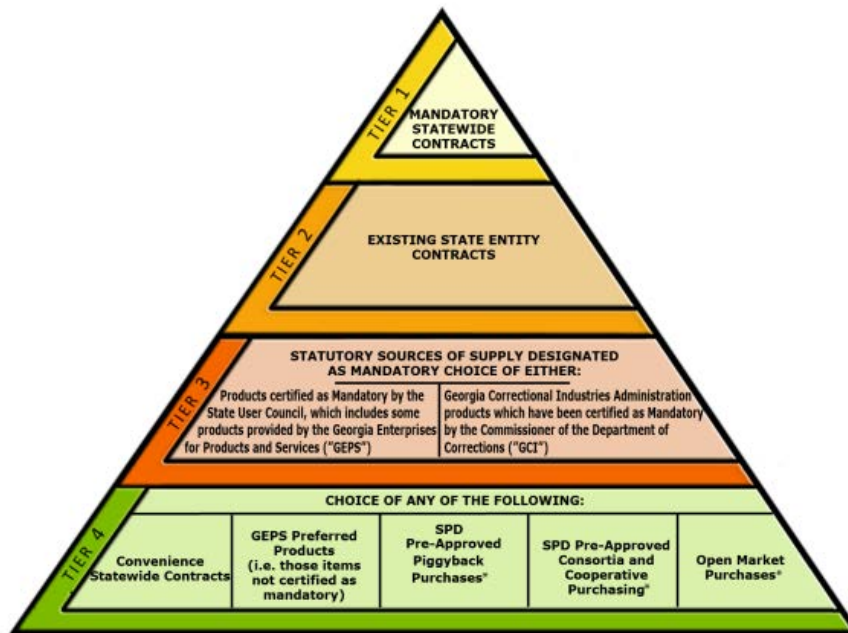 TIER 1
MANDATORY
STATEWIDE
CONTRACTS
TIER 2
EXISTING STATE ENTITY
CONTRACTS
TIER 3
STATUTORY SOURCES OF SUPPLY DESIGNATED
AS MANDATORY CHOICE OF EITHER:
Products certified as Mandatory by the
State User Council, which includes some
products provided by the Georgia Enterprises
for Products and Services ("GEPS")
Georgia Correctional Industries Administration
products which have been certified as Mandatory
by the Commissioner of the Department of
Corrections ("GCI")
TIER 4
CHOICE OF ANY OF THE FOLLOWING:
Convenience
Statewide Contracts
GEPS Preferred
Products
(i.e. those items
not certified as
mandatory)
SPD
Pre-Approved
Piggyback
Purchases*
SPD Pre-Approved
Consortia and
Cooperative
Purchasing*
Open Market
Purchases*